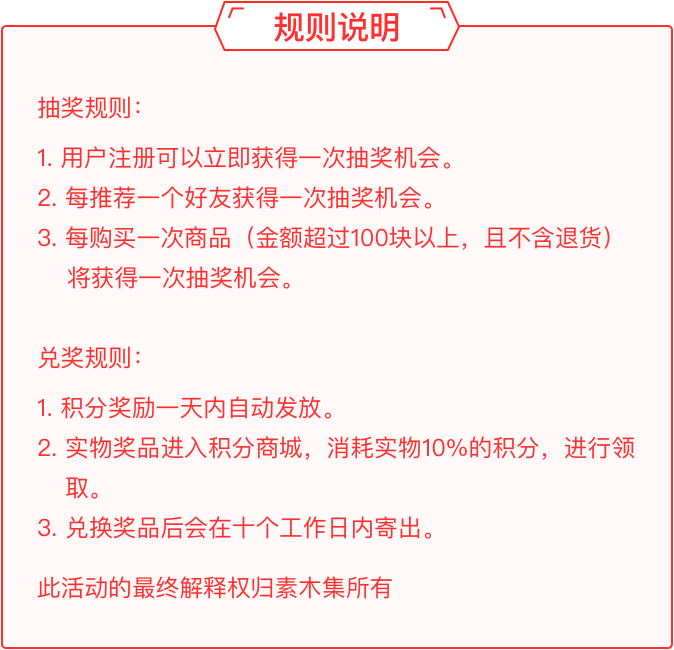 规则说明
抽奖规则：
1. 用户注册可以立即获得一次抽奖机会。
2. 每推荐一个好友获得一次抽奖机会。
3. 每购买一次商品（金额超过100块以上，且不含退货）
将获得一次抽奖机会。
兑奖规则：
1. 积分奖励一天内自动发放。
2. 实物奖品进入积分商城，消耗实物10%的积分，进行领
取。
3. 兑换奖品后会在十个工作日内寄出。
此活动的最终解释权归素木集所有